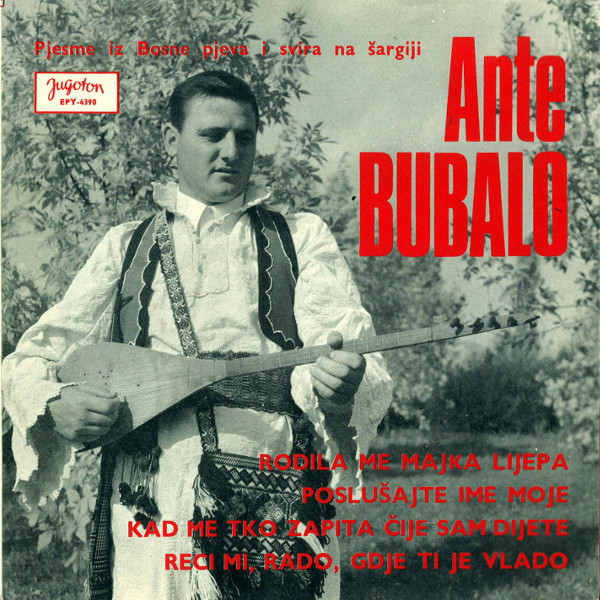 Pjesme iz Bosne pjeva i svira na šargiji
Jugoton
EPY-4390
Ante
BUBALO
RODILA ME MAJKA LIJEPA
POSLUŠAJTE IME MOJE
KAD ME TKO ZAPITA ČIJE SAM DIJETE
RECI MI, RADO, GDJE TI JE VLADO